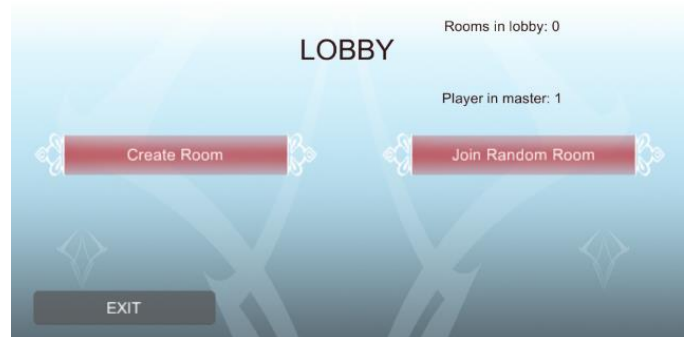 Rooms in lobby: 0
LOBBY
Player in master: 1
Create Room
Join Random Room
EXIT